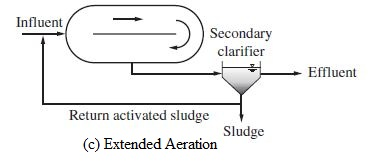 Influent
Secondary
clarifier
Effluent
Return activated sludge
Sludge
(c) Extended Aeration